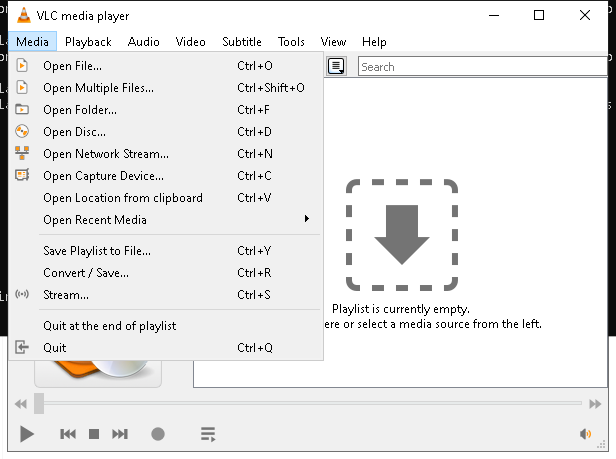 VLC media player
Media Playback Audio Video Subtitle Tools View Help
Open File... Ctrl+O
Search
Open Multiple Files... Ctrl+Shift+O
Open Folder... Ctrl+F
Open Disc... Ctrl+D
Open Network Stream... Ctrl+N
Open Capture Device... Ctrl+C
Open Location from clipboard Ctrl+V
Open Recent Media
Save Playlist to File... Ctrl+Y
Convert / Save... Ctrl+R
Stream... Ctrl+S
Playlist is currently empty.
ere or select a media source from the left.
Quit at the end of playlist
Quit Ctrl+Q